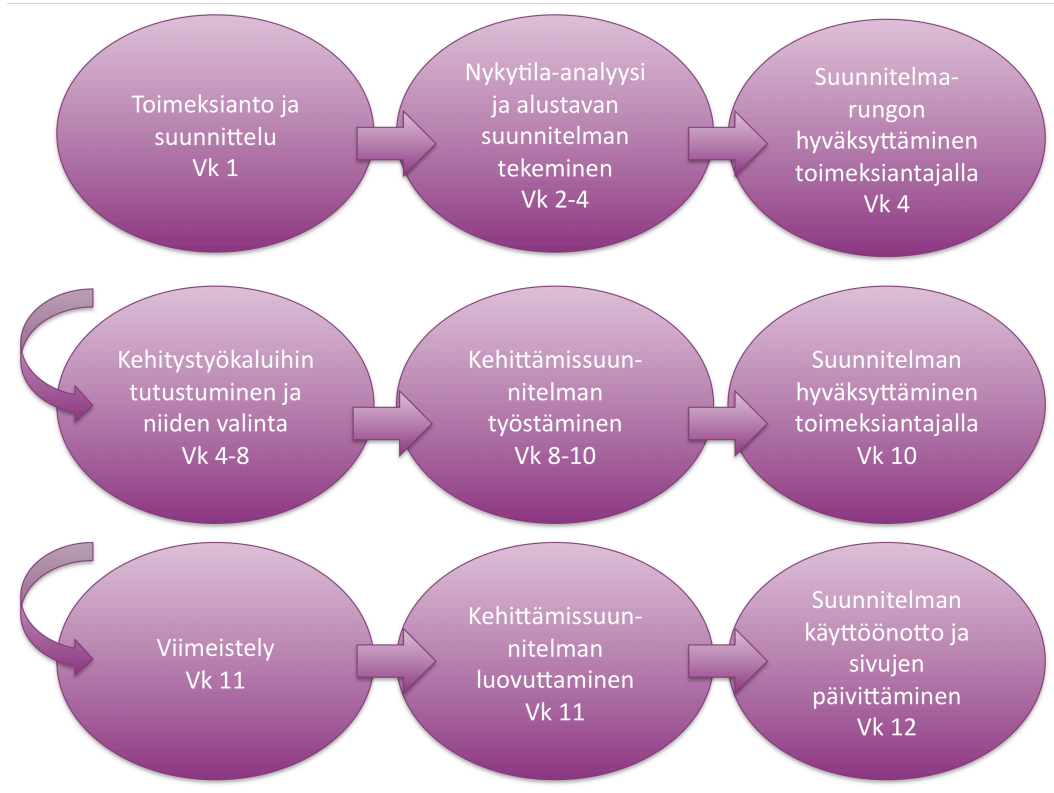 Toimeksianto ja
suunnittelu
Vk 1
Nykytila-analyysi
ja alustavan
suunnitelman
tekeminen
Vk 2-4
Suunnitelma-
rungon
hyväksyttäminen
toimeksiantajalla
Vk 4
Kehitystyökaluihin
tutustuminen ja
niiden valinta
Vk 4-8
Kehittämissuun-
nitelman
työstäminen
Vk 8-10
Suunnitelman
hyväksyttäminen
toimeksiantajalla
Vk 10
Viimeistely
Vk 11
Kehittämissuun-
nitelman
luovuttaminen
Vk 11
Suunnitelman
käyttöönotto ja
sivujen
päivittäminen
Vk 12